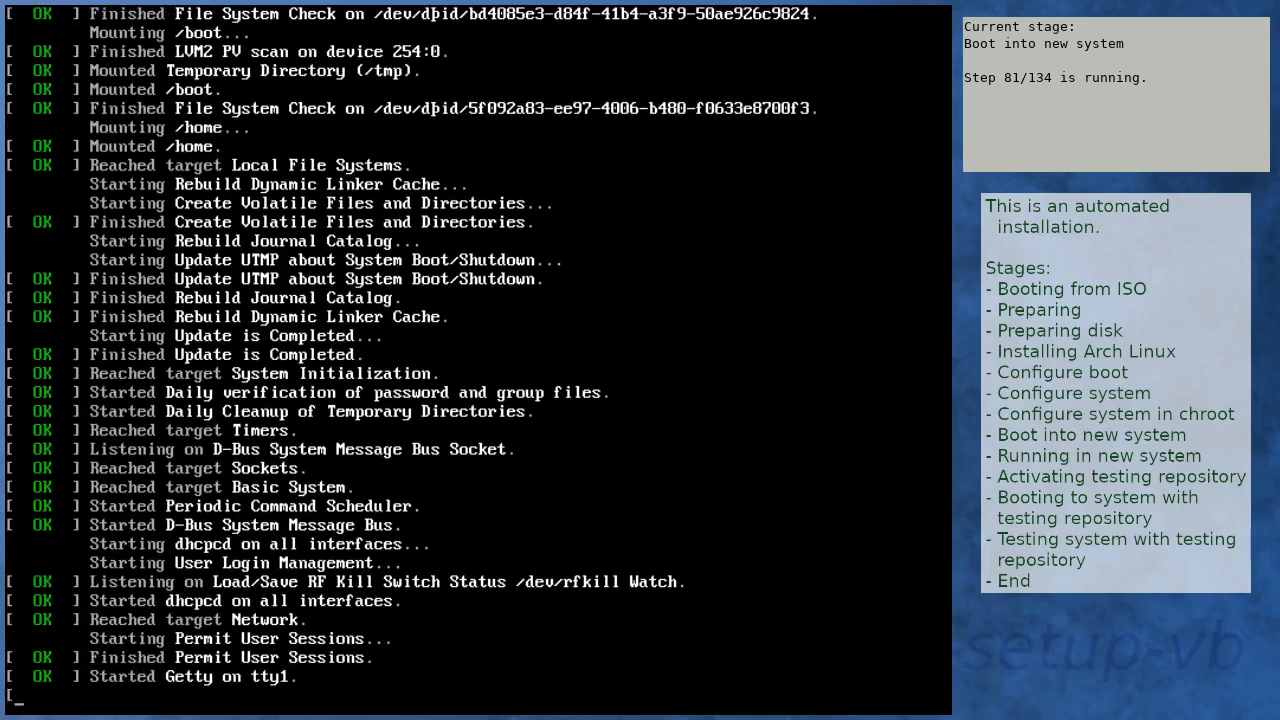 [  OK  ] Finished File System Check on /dev/dþid/bd4085e3-d84f-41b4-a3f9-50ae926c9824.
         Mounting /boot...
[  OK  ] Finished LVM2 PV scan on device 254:0.
[  OK  ] Mounted Temporary Directory (/tmp).
[  OK  ] Mounted /boot.
[  OK  ] Finished File System Check on /dev/dþid/5f092a83-ee97-4006-b480-f0633e8700f3.
         Mounting /home...
[  OK  ] Mounted /home.
[  OK  ] Reached target Local File Systems.
         Starting Rebuild Dynamic Linker Cache...
         Starting Create Volatile Files and Directories...
[  OK  ] Finished Create Volatile Files and Directories.
         Starting Rebuild Journal Catalog...
         Starting Update UTMP about System Boot/Shutdown...
[  OK  ] Finished Update UTMP about System Boot/Shutdown.
[  OK  ] Finished Rebuild Journal Catalog.
[  OK  ] Finished Rebuild Dynamic Linker Cache.
         Starting Update is Completed...
[  OK  ] Finished Update is Completed.
[  OK  ] Reached target System Initialization.
[  OK  ] Started Daily verification of password and group files.
[  OK  ] Started Daily Cleanup of Temporary Directories.
[  OK  ] Reached target Timers.
[  OK  ] Listening on D-Bus System Message Bus Socket.
[  OK  ] Reached target Sockets.
[  OK  ] Reached target Basic System.
[  OK  ] Started Periodic Command Scheduler.
[  OK  ] Started D-Bus System Message Bus.
         Starting dhcpcd on all interfaces...
         Starting User Login Management...
[  OK  ] Listening on Load/Save RF Kill Switch Status /dev/rfkill Watch.
[  OK  ] Started dhcpcd on all interfaces.
[  OK  ] Reached target Network.
         Starting Permit User Sessions...
[  OK  ] Finished Permit User Sessions.
[  OK  ] Started Getty on tty1.
[_
Current stage:
Boot into new system
Step 81/134 is running.
This is an automated
installation.
Stages:
- Booting from ISO
- Preparing
- Preparing disk
- Installing Arch Linux
- Configure boot
- Configure system
- Configure system in chroot
- Boot into new system
- Running in new system
- Activating testing repository
- Booting to system with
testing repository
- Testing system with testing
repository
- End
setup-vb